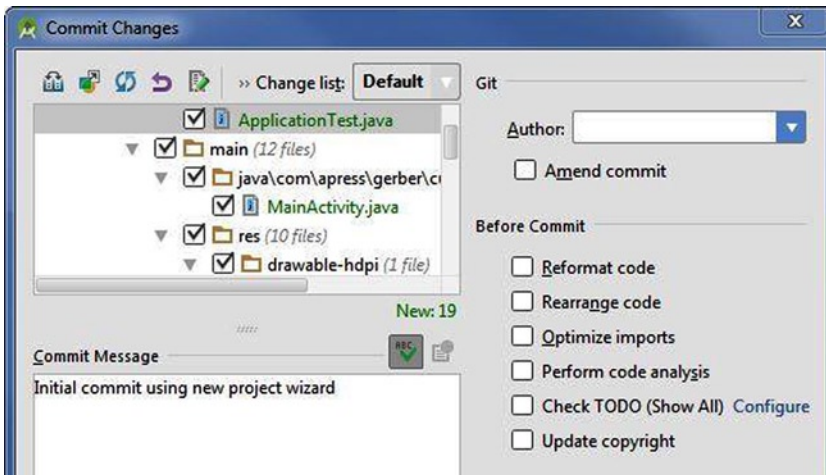 Commit Changes
» Change list: Default
ApplicationTest.java
main (12 files)
java\com\apress\gerber\cu
MainActivity.java
res (10 files)
drawable-hdpi (1 file)
New: 19
Commit Message
ABC
Initial commit using new project wizard
Git
Author:
Amend commit
Before Commit
Reformat code
Rearrange code
Optimize imports
Perform code analysis
Check TODO (Show All) Configure
Update copyright